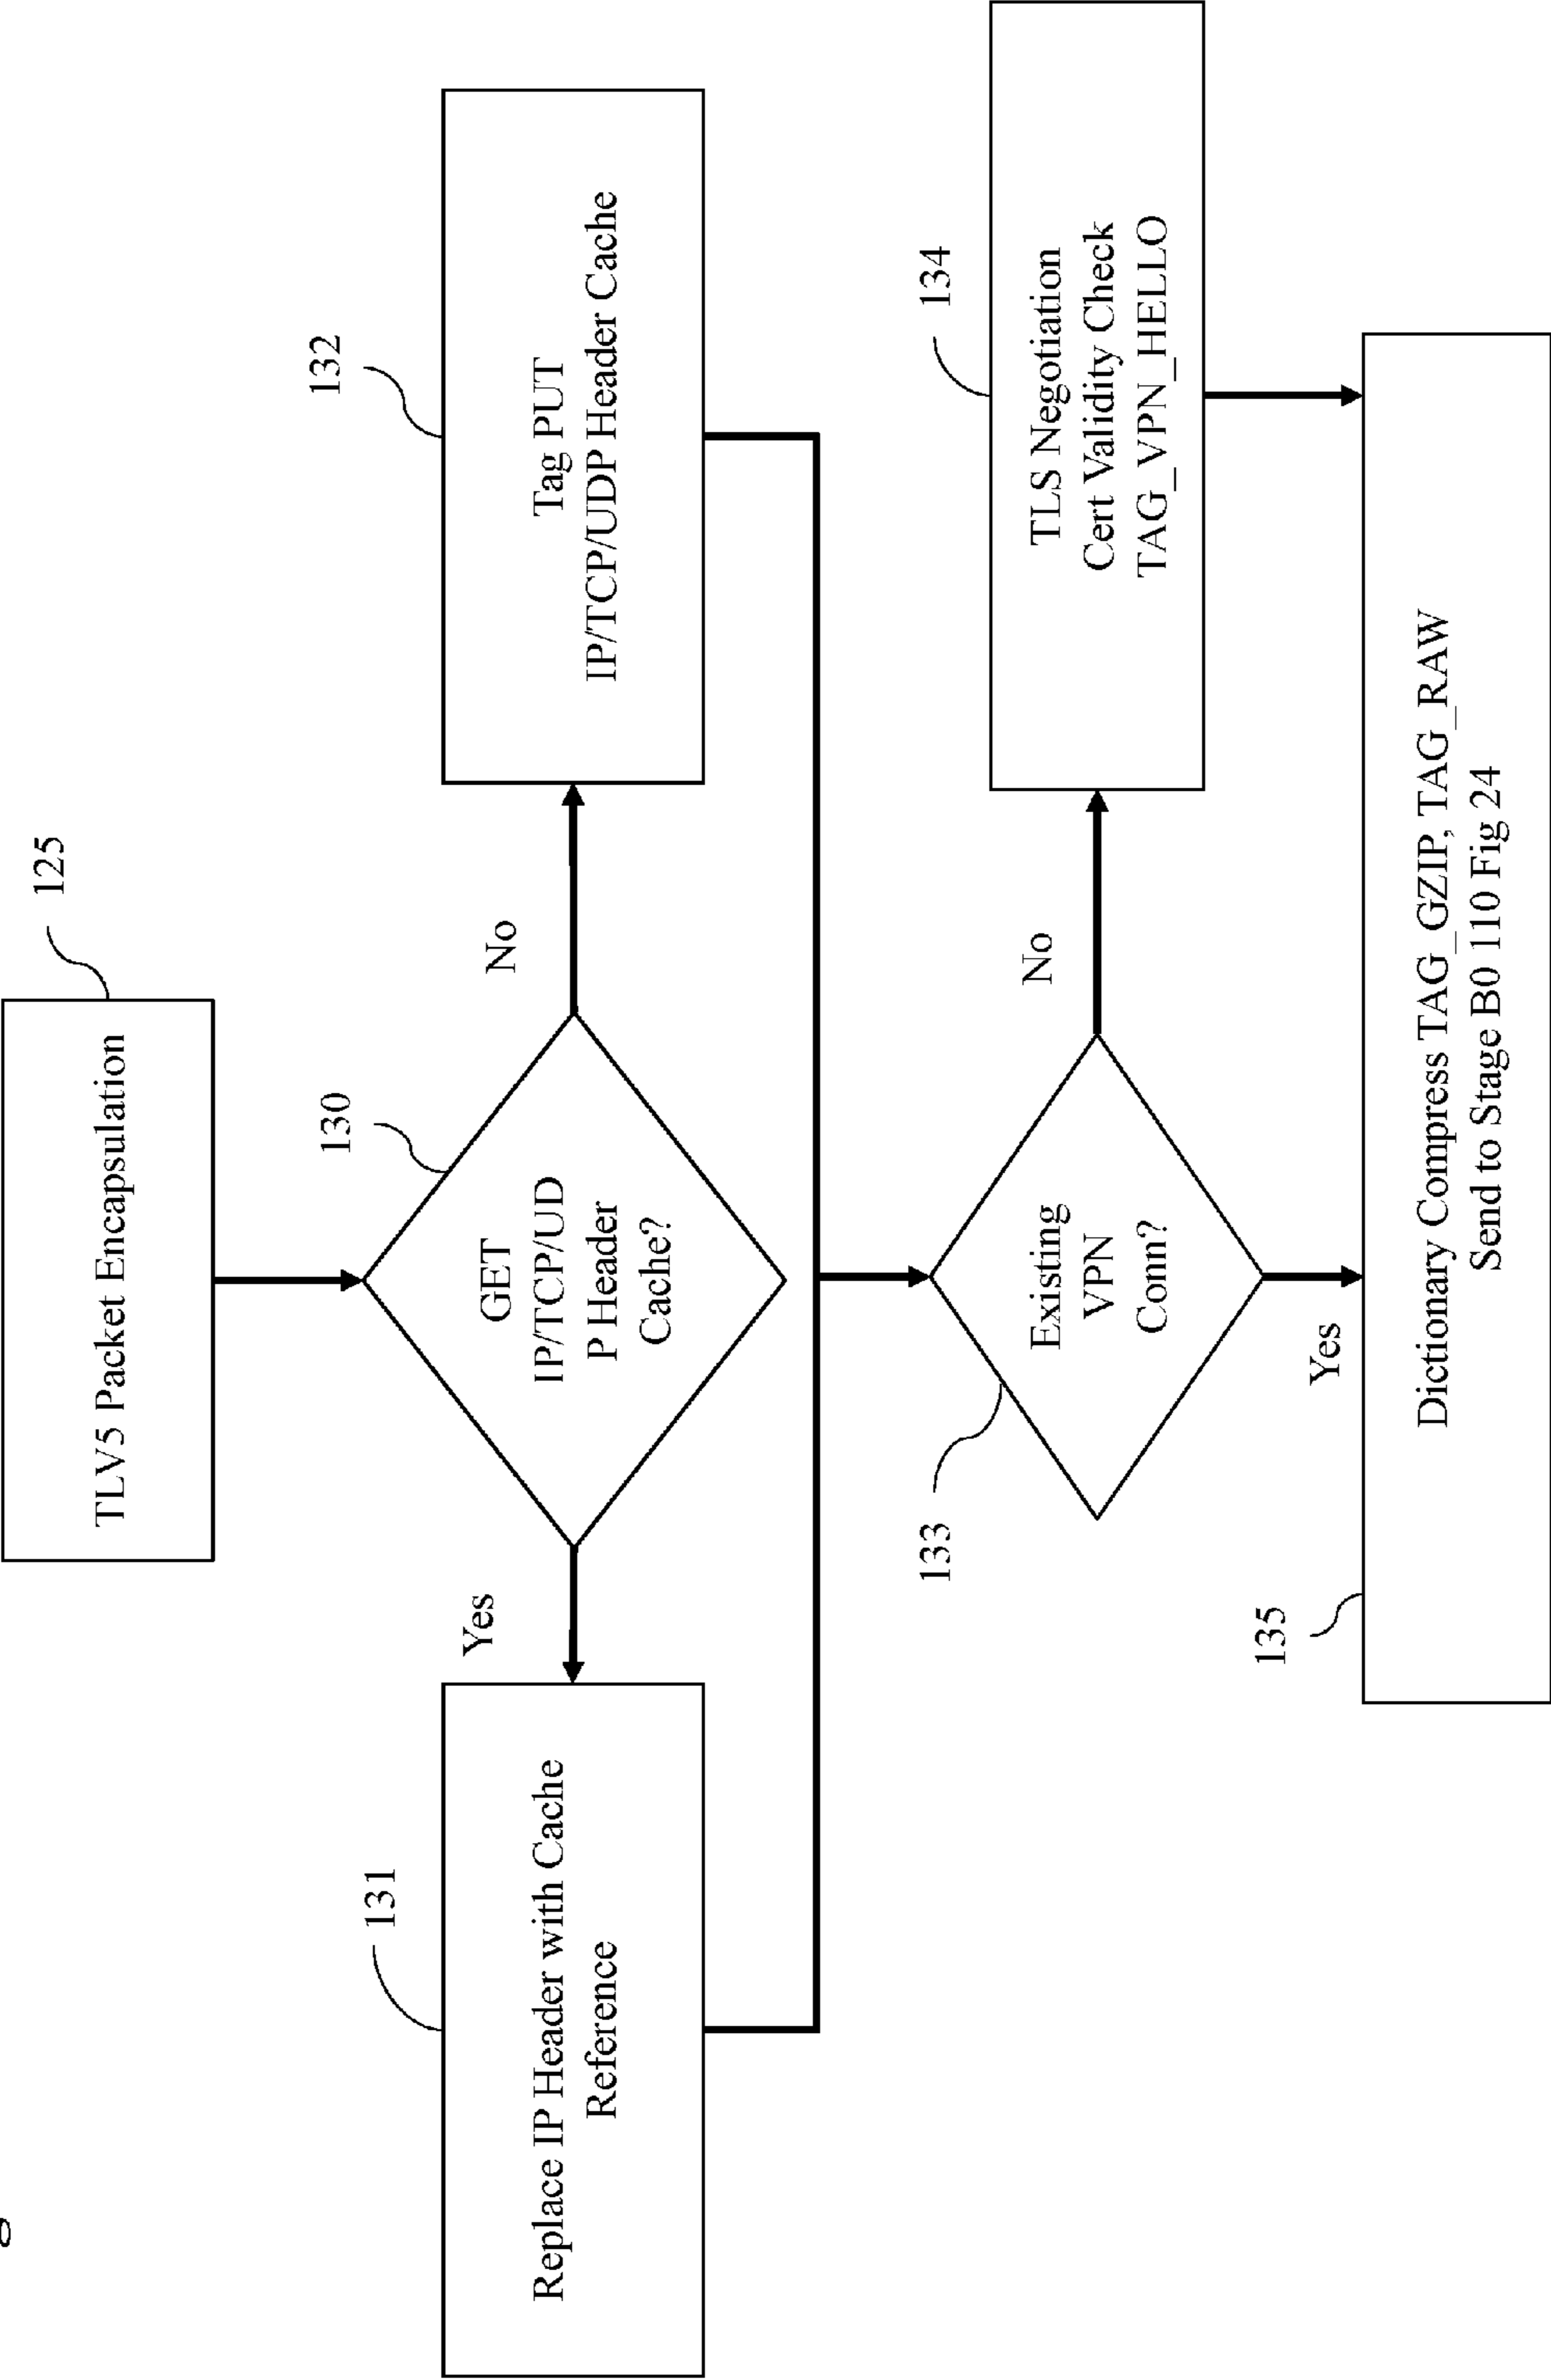 TLV5 Packet Encapsulation
125
130
GET
IP/TCP/UD
P Header
Cache?
Yes
No
131
Replace IP Header with Cache
Reference
132
Tag PUT
IP/TCP/UDP Header Cache
133
Existing
VPN
Conn?
No
Yes
134
TLS Negotiation
Cert Validity Check
TAG_VPN_HELLO
135
Dictionary Compress TAG_GZIP, TAG_RAW
Send to Stage B0 110 Fig 24